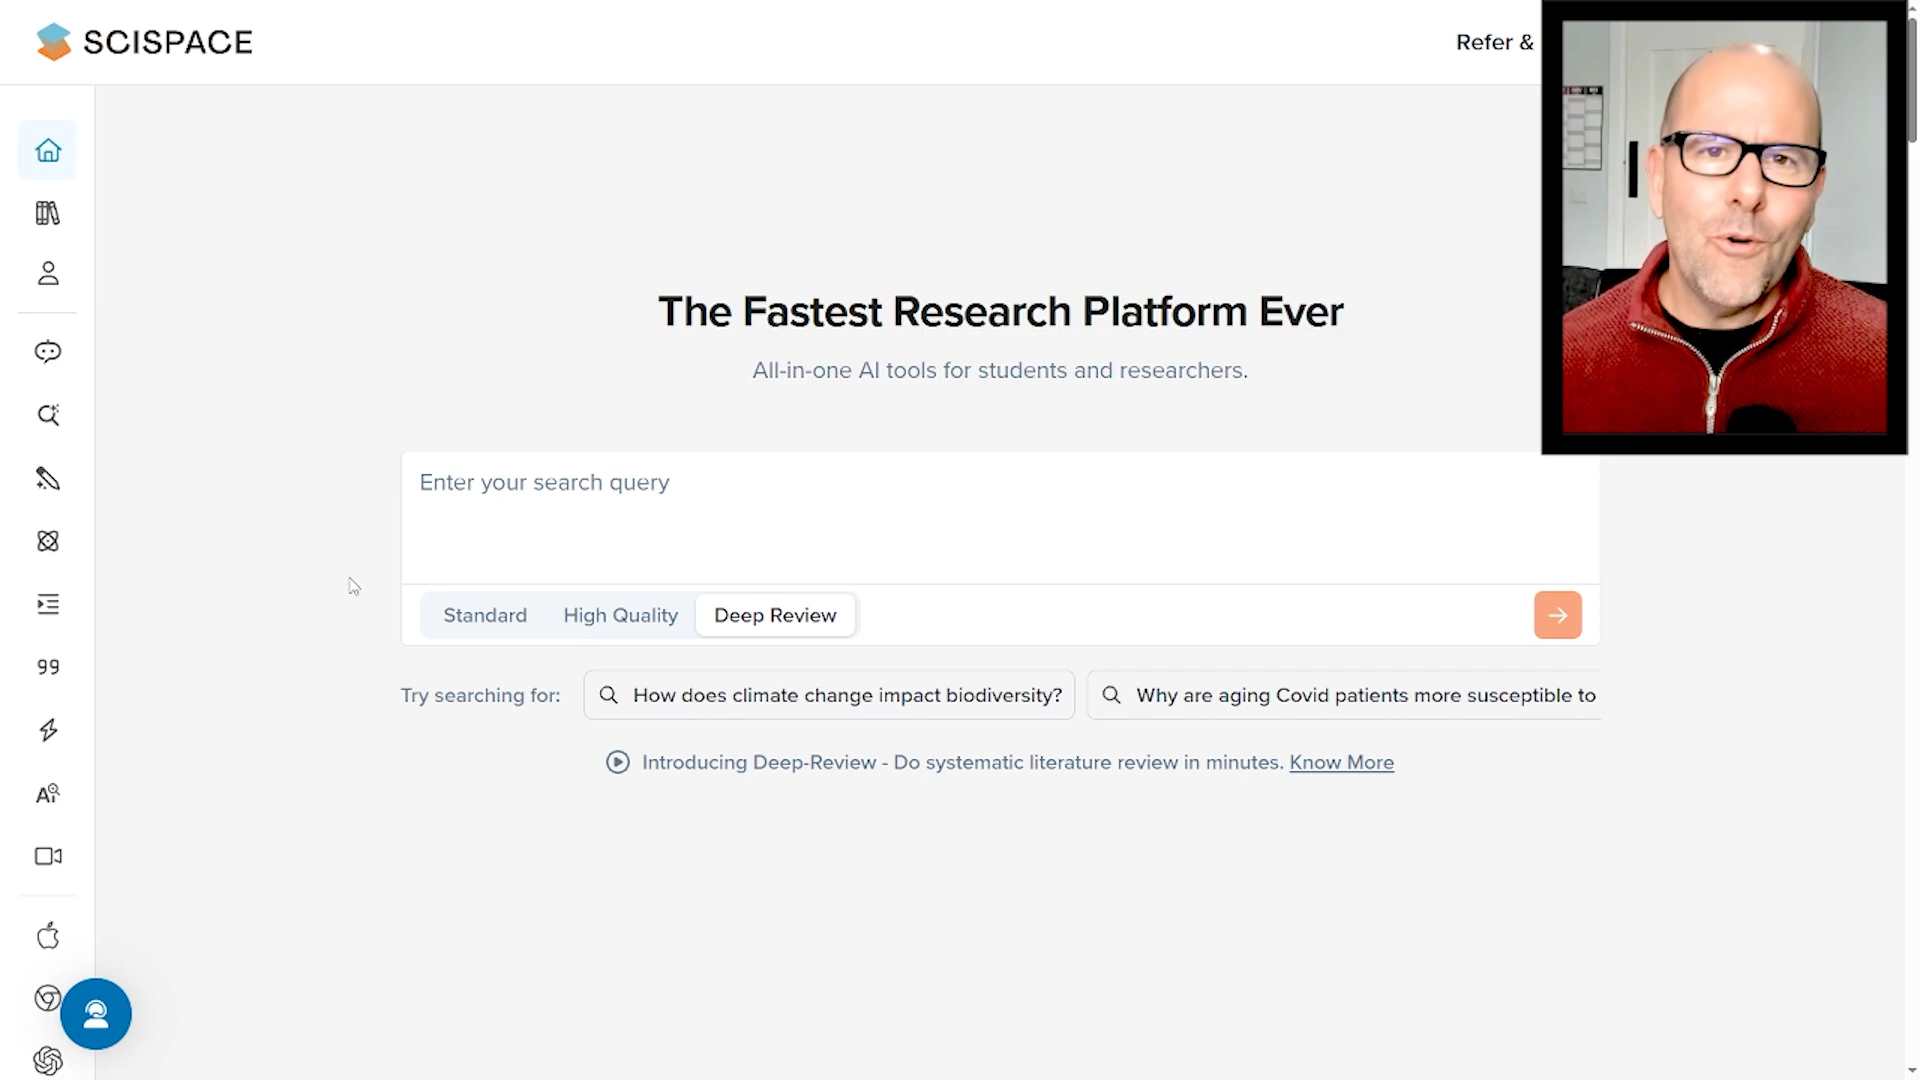 SCISPACE
Refer &
The Fastest Research Platform Ever
All-in-one AI tools for students and researchers.
Enter your search query
Standard High Quality Deep Review
Try searching for: How does climate change impact biodiversity? Why are aging Covid patients more susceptible to
Introducing Deep-Review - Do systematic literature review in minutes. Know More